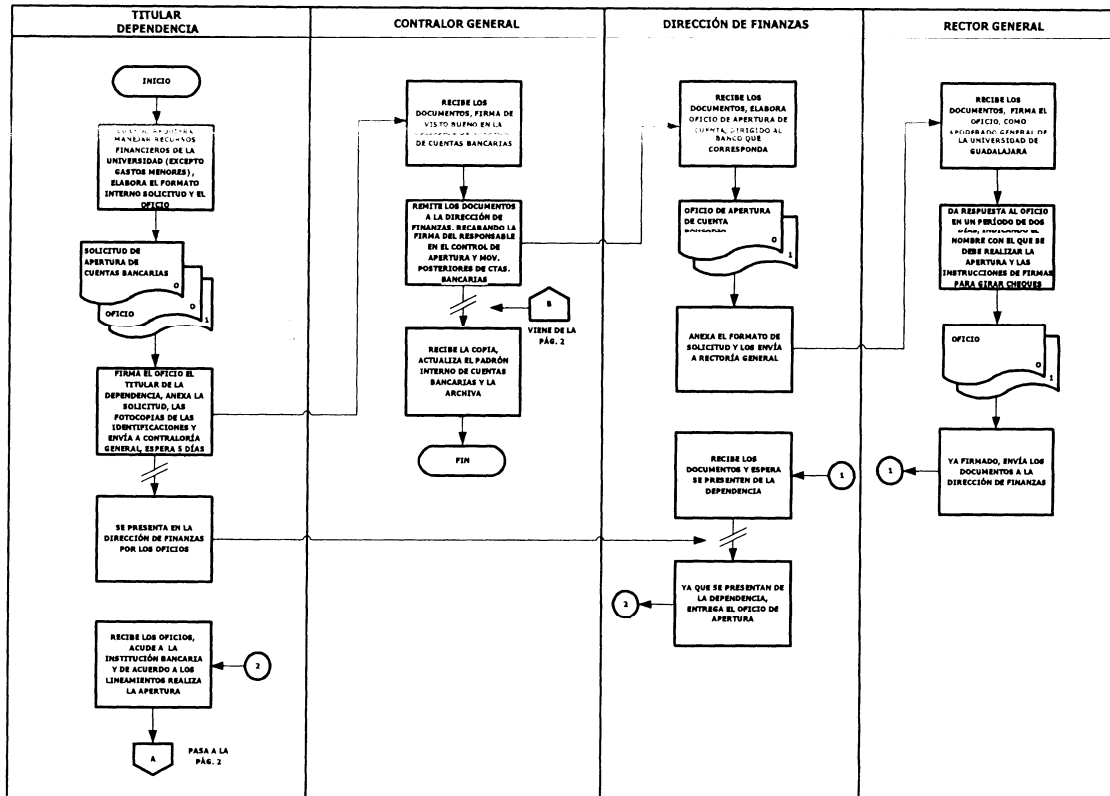 TITULAR
DEPENDENCIA
CONTRALOR GENERAL
DIRECCIÓN DE FINANZAS
RECTOR GENERAL
INICIO
MANEJAR RECURSOS
FINANCIEROS DE LA
UNIVERSIDAD (EXCEPTO
GASTOS MENORES),
ELABORA EL FORMATO
INTERNO SOLICITUD Y EL
OFICIO
SOLICITUD DE
APERTURA DE
CUENTAS BANCARIAS
0
OFICIO
0
1
FIRMA EL OFICIO EL
TITULAR DE LA
DEPENDENCIA, ANEXA LA
SOLICITUD, LAS
FOTOCOPIAS DE LAS
IDENTIFICACIONES Y
ENVÍA A CONTRALORÍA
GENERAL, ESPERA 5 DÍAS
SE PRESENTA EN LA
DIRECCIÓN DE FINANZAS
POR LOS OFICIOS
RECIBE LOS OFICIOS,
ACUDE A LA
INSTITUCIÓN BANCARIA
Y DE ACUERDO A LOS
LINEAMIENTOS REALIZA
LA APERTURA
2
A
PASA A LA
PÁG. 2
RECIBE LOS
DOCUMENTOS, FIRMA DE
VISTO BUENO EN LA
DE CUENTAS BANCARIAS
REMITE LOS DOCUMENTOS
A LA DIRECCIÓN DE
FINANZAS. RECABANDO LA
FIRMA DEL RESPONSABLE
EN EL CONTROL DE
APERTURA Y MOV.
POSTERIORES DE CTAS.
BANCARIAS
B
VIENE DE LA
PÁG. 2
RECIBE LA COPIA,
ACTUALIZA EL PADRÓN
INTERNO DE CUENTAS
BANCARIAS Y LA
ARCHIVA
FIN
RECIBE LOS
DOCUMENTOS, ELABORA
OFICIO DE APERTURA DE
CUENTA, DIRIGIDO AL
BANCO QUE
CORRESPONDA
OFICIO DE APERTURA
DE CUENTA
0
1
ANEXA EL FORMATO DE
SOLICITUD Y LOS ENVÍA
A RECTORÍA GENERAL
RECIBE LOS
DOCUMENTOS Y ESPERA
SE PRESENTEN DE LA
DEPENDENCIA
1
YA QUE SE PRESENTAN DE
LA DEPENDENCIA,
ENTREGA EL OFICIO DE
APERTURA
2
RECIBE LOS
DOCUMENTOS, FIRMA EL
OFICIO, COMO
APODERADO GENERAL DE
LA UNIVERSIDAD DE
GUADALAJARA
DA RESPUESTA AL OFICIO
EN UN PERÍODO DE DOS
DÍAS, INDICANDO EL
NOMBRE CON EL QUE SE
DEBE REALIZAR LA
APERTURA Y LAS
INSTRUCCIONES DE FIRMAS
PARA GIRAR CHEQUES
OFICIO
0
1
YA FIRMADO, ENVÍA LOS
DOCUMENTOS A LA
DIRECCIÓN DE FINANZAS
1